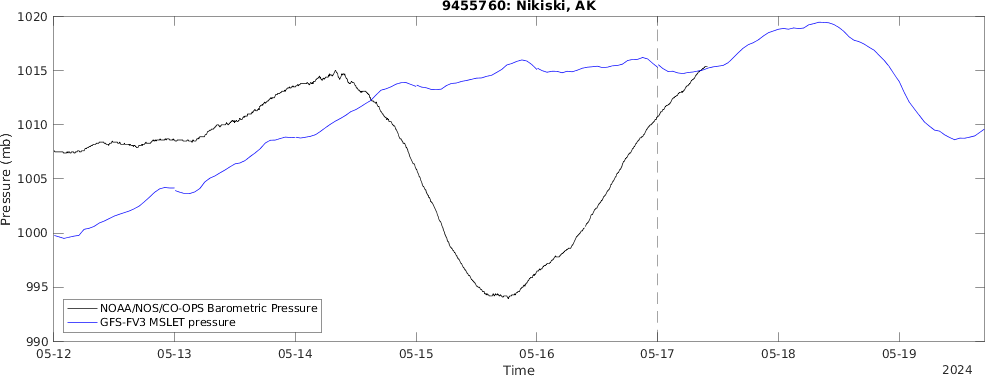 9455760: Nikiski, AK
1020
1015
1010
1005
1000
995
990
Pressure (mb)
NOAA/NOS/CO-OPS Barometric Pressure
GFS-FV3 MSLET pressure
05-12 05-13 05-14 05-15 05-16 05-17 05-18 05-19
Time
2024